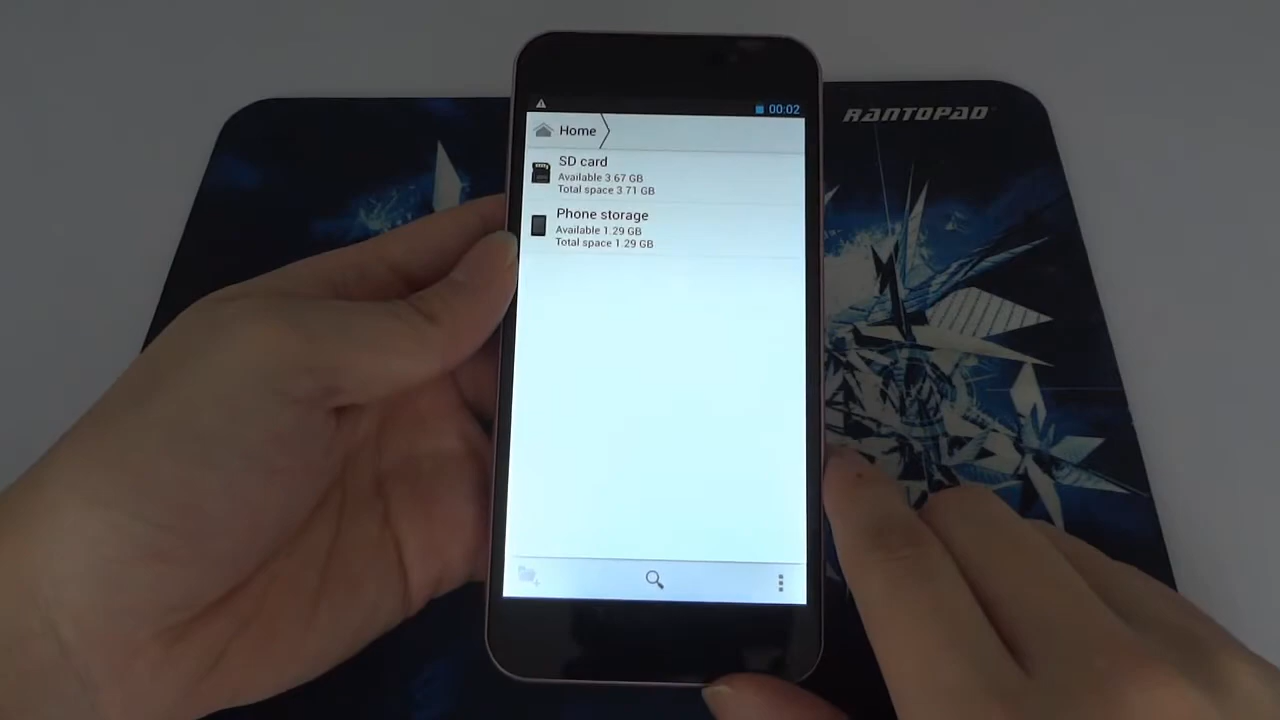 00:02
RANTOPAD
Home
SD card
Available 3.67 GB
Total space 3.71 GB
Phone storage
Available 1.29 GB
Total space 1.29 GB